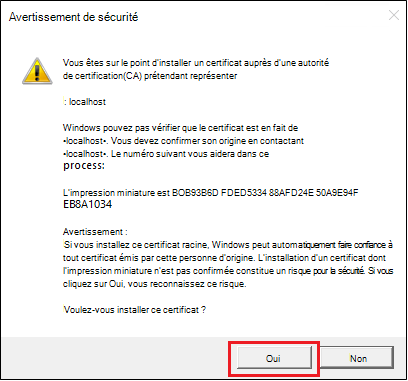 Avertissement de sécurité
Vous êtes sur le point d'installer un certificat auprès d'une autorité
de certification(CA) prétendant représenter
: localhost
Windows pouvez pas vérifier que le certificat est en fait de
•localhost•. Vous devez confirmer son origine en contactant
•localhost•. Le numéro suivant vous aidera dans ce
process:
L'impression miniature est BOB93B6D FDED5334 88AFD24E 50A9E94F
EB8A1034
Avertissement :
Si vous installez ce certificat racine, Windows peut automatiquement faire confiance à
tout certificat émis par cette personne d'origine. L'installation d'un certificat dont
l'impression miniature n'est pas confirmée constitue un risque pour la sécurité. Si vous
cliquez sur Oui, vous reconnaissez ce risque.
Voulez-vous installer ce certificat ?
Oui Non